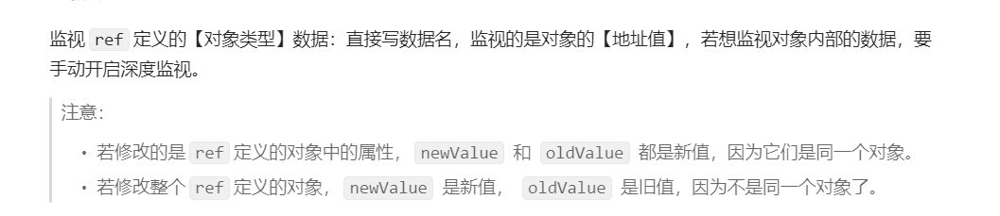 监视 ref 定义的【对象类型】数据：直接写数据名，监视的是对象的【地址值】，若想监视对象内部的数据，要
手动开启深度监视。
注意：
• 若修改的是 ref 定义的对象中的属性， newValue 和 oldValue 都是新值，因为它们是同一个对象。
• 若修改整个 ref 定义的对象， newValue 是新值， oldValue 是旧值，因为不是同一个对象了。